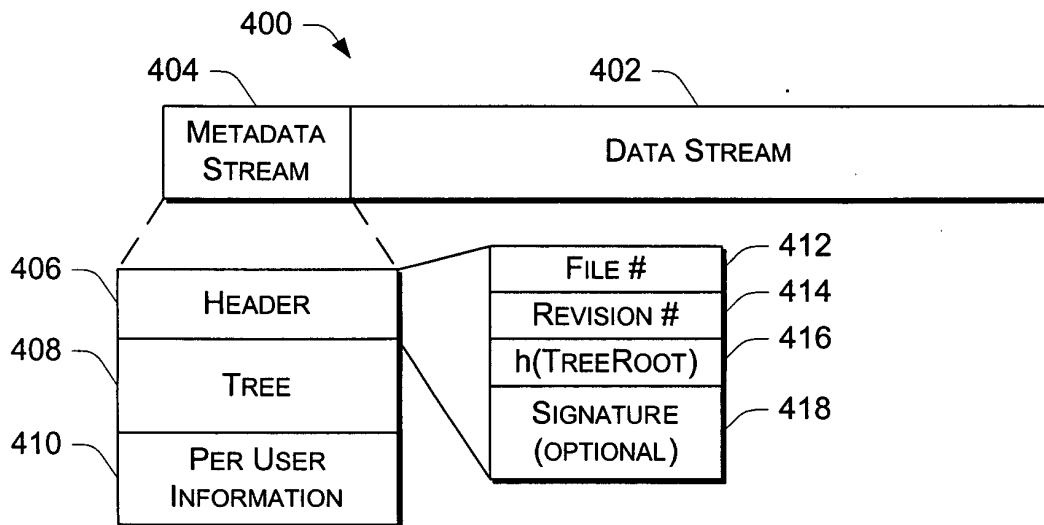 400
404
402
METADATA
STREAM
DATA STREAM
406
HEADER
408
TREE
410
PER USER
INFORMATION
FILE #
412
REVISION #
414
h(TREEROOT)
416
SIGNATURE
(OPTIONAL)
418